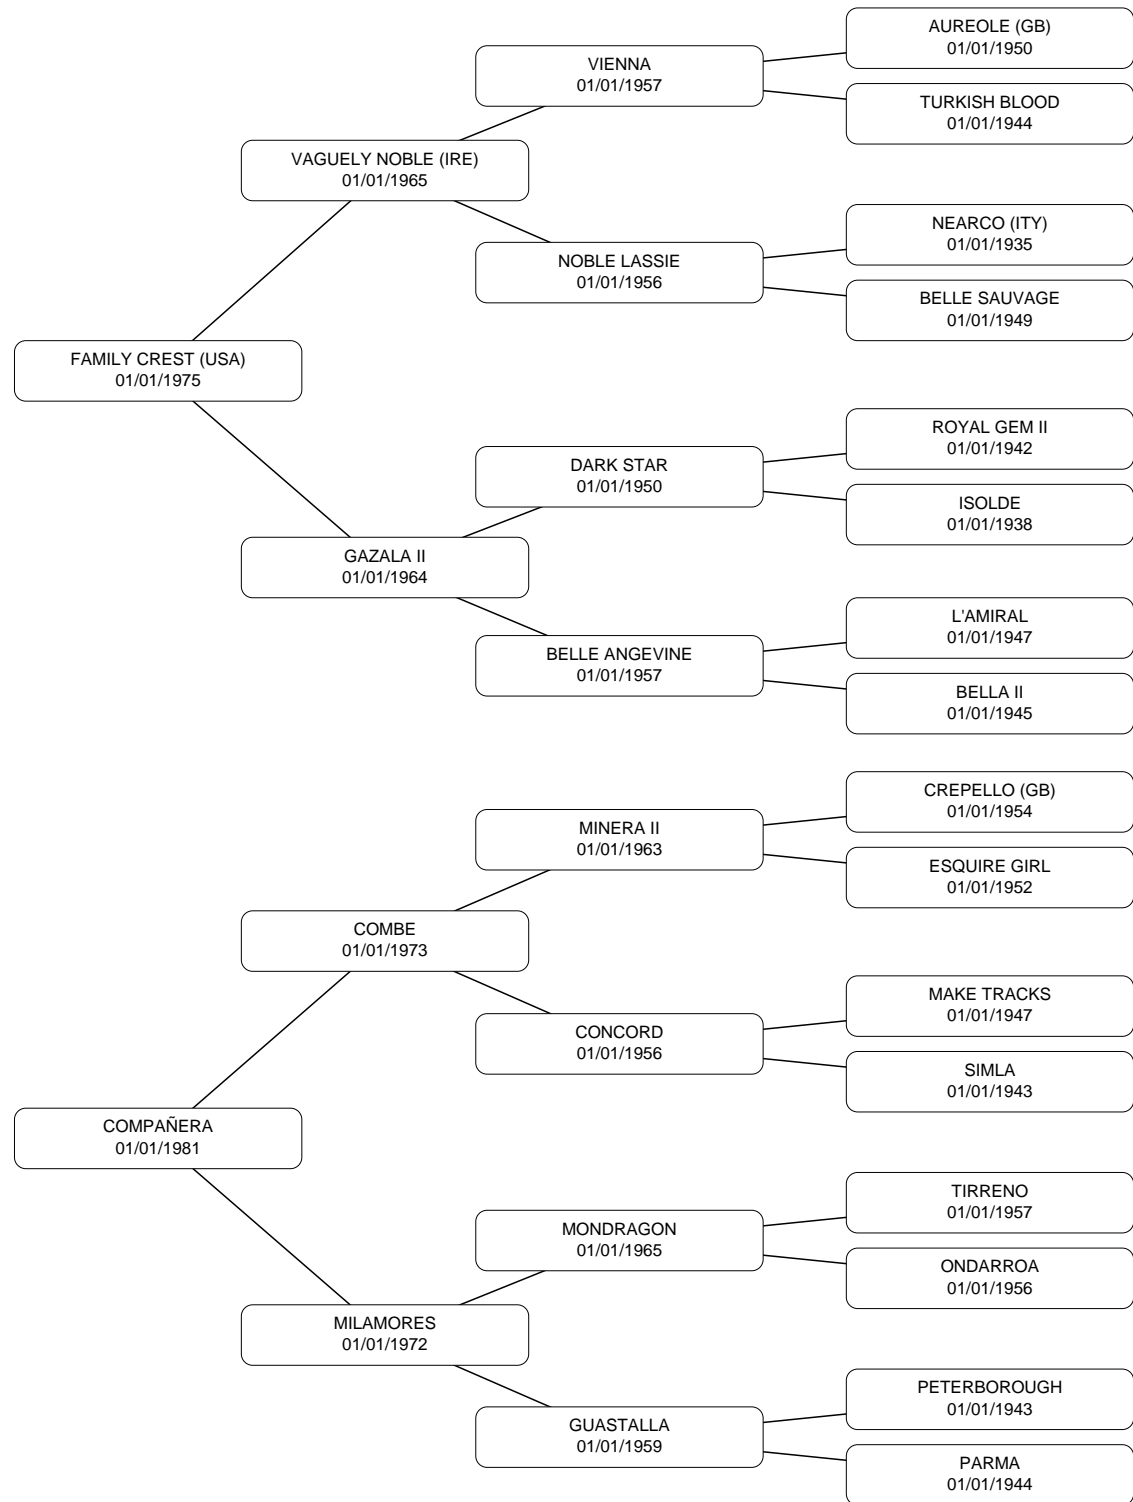 AUREOLE (GB)
01/01/1950
VIENNA
01/01/1957
TURKISH BLOOD
01/01/1944
VAGUELY NOBLE (IRE)
01/01/1965
NEARCO (ITY)
01/01/1935
NOBLE LASSIE
01/01/1956
BELLE SAUVAGE
01/01/1949
FAMILY CREST (USA)
01/01/1975
ROYAL GEM II
01/01/1942
DARK STAR
01/01/1950
ISOLDE
01/01/1938
GAZALA II
01/01/1964
L'AMIRAL
01/01/1947
BELLE ANGEVINE
01/01/1957
BELLA II
01/01/1945
CREPELLO (GB)
01/01/1954
MINERA II
01/01/1963
ESQUIRE GIRL
01/01/1952
COMBE
01/01/1973
MAKE TRACKS
01/01/1947
CONCORD
01/01/1956
SIMLA
01/01/1943
COMPAÑERA
01/01/1981
TIRRENO
01/01/1957
MONDRAGON
01/01/1965
ONDARROA
01/01/1956
MILAMORES
01/01/1972
PETERBOROUGH
01/01/1943
GUASTALLA
01/01/1959
PARMA
01/01/1944